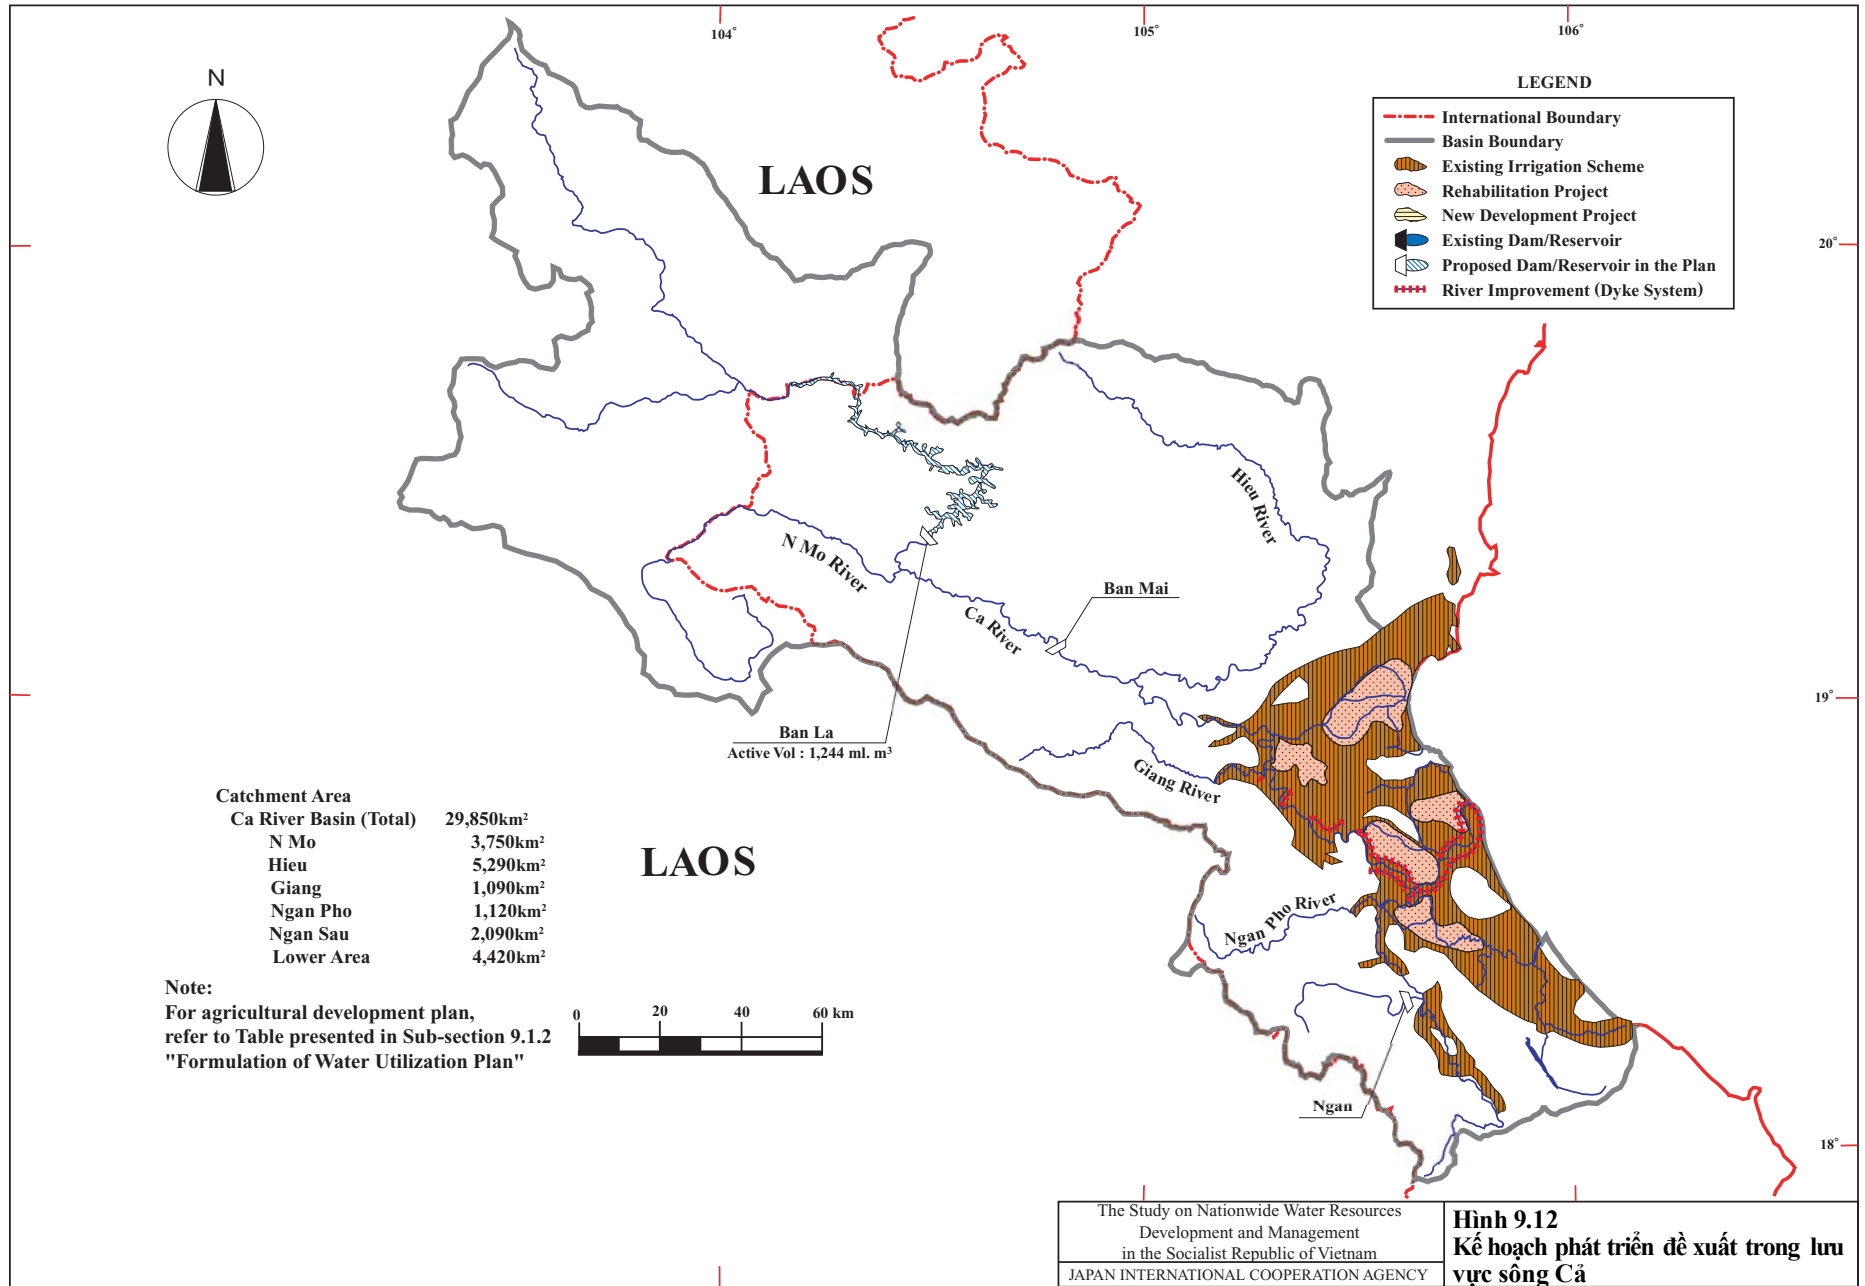 104°
105°
106°
N
LEGEND
International Boundary
Basin Boundary
Existing Irrigation Scheme
Rehabilitation Project
New Development Project
Existing Dam/Reservoir
Proposed Dam/Reservoir in the Plan
River Improvement (Dyke System)
LAOS
20°
Hieu River
N Mo River
Ban Mai
Ca River
19°
Ban La
Active Vol : 1,244 ml. m³
Giang River
Catchment Area
Ca River Basin (Total) 29,850km²
N Mo 3,750km²
Hieu 5,290km²
Giang 1,090km²
Ngan Pho 1,120km²
Ngan Sau 2,090km²
Lower Area 4,420km²
LAOS
Ngan Pho River
Note:
For agricultural development plan,
refer to Table presented in Sub-section 9.1.2
"Formulation of Water Utilization Plan"
0 20 40 60 km
Ngan
18°
The Study on Nationwide Water Resources
Development and Management
in the Socialist Republic of Vietnam
JAPAN INTERNATIONAL COOPERATION AGENCY
Hình 9.12
Kế hoạch phát triển đề xuất trong lưu
vực sông Cả